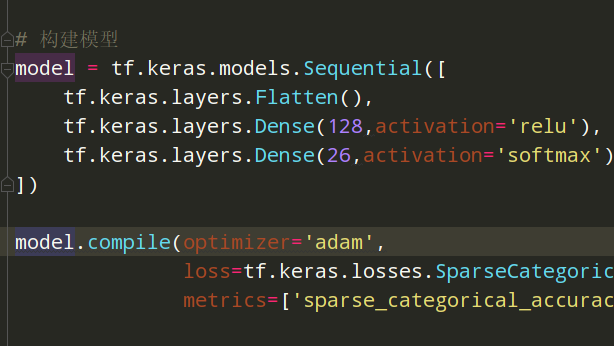 # 构建模型
model = tf.keras.models.Sequential([
    tf.keras.layers.Flatten(),
    tf.keras.layers.Dense(128,activation='relu'),
    tf.keras.layers.Dense(26,activation='softmax')
])
model.compile(optimizer='adam',
              loss=tf.keras.losses.SparseCategoric
              metrics=['sparse_categorical_accurac